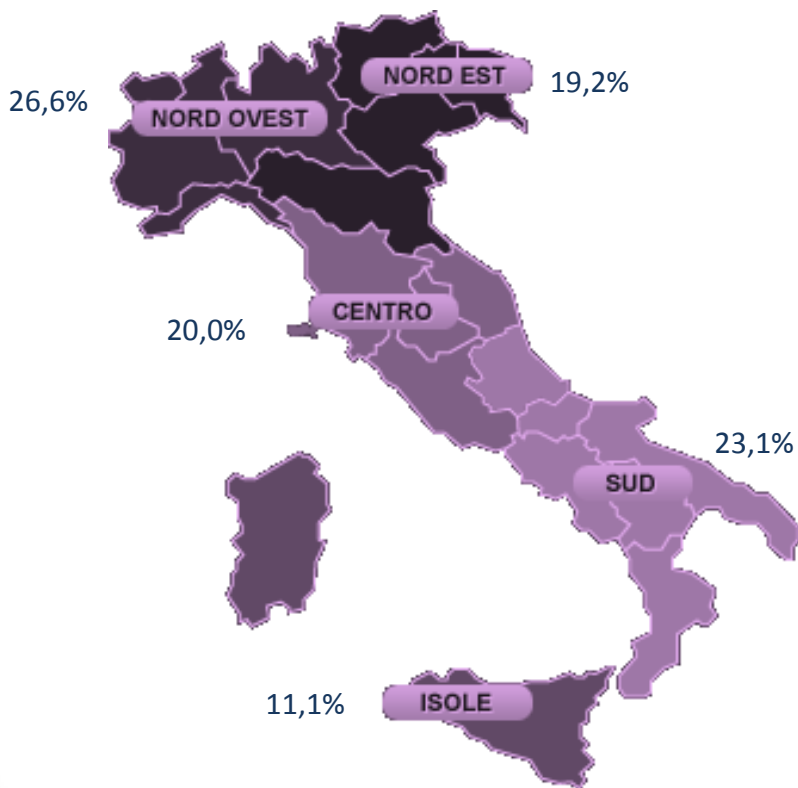 NORD EST
19,2%
26,6%
NORD OVEST
CENTRO
20,0%
23,1%
SUD
ISOLE
11,1%